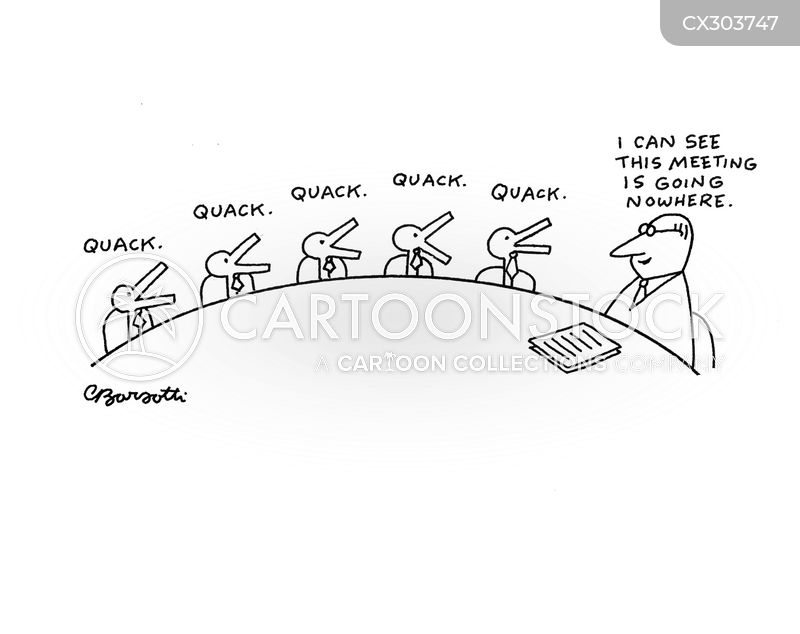 CX303747
I CAN SEE
THIS MEETING
IS GOING
NOWHERE.
QUACK.
QUACK.
QUACK.
QUACK.
QUACK.
CARTOONSTOCK
A CARTOON COLLECTIONS COMPANY
CBarsotti